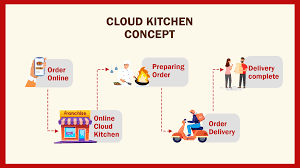 CLOUD KITCHEN
CONCEPT
Order
Online
Franchise
Online
Cloud
Kitchen
Preparing
Order
Order
Delivery
Delivery
complete